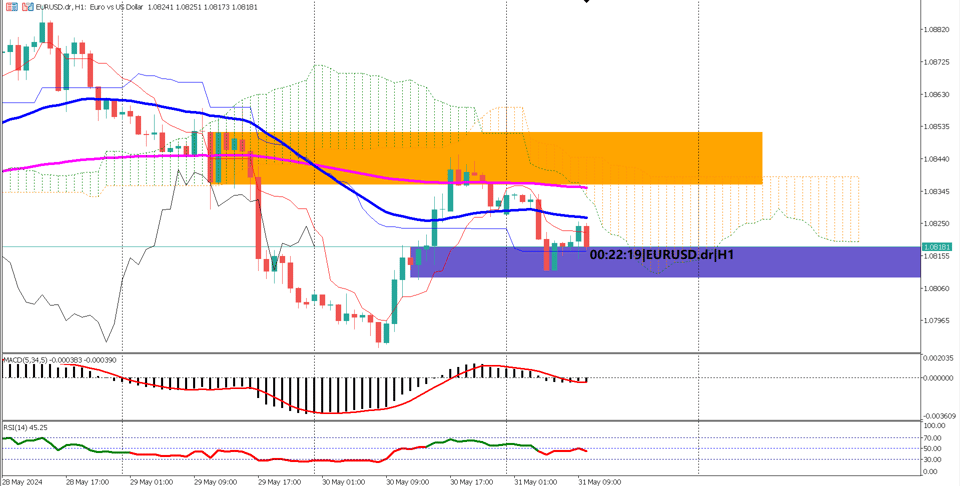 EURUSD.dr, H1: Euro vs US Dollar 1.08241 1.08251 1.08173 1.08181
1.08820
1.08725
1.08630
1.08535
1.08440
1.08345
1.08250
1.08181
1.08155
1.08060
1.07965
00:22:19|EURUSD.dr|H1
MACD(5,34,5) -0.000383 -0.000390
0.002035
0.000000
-0.003609
RSI(14) 45.25
100.00
70.00
50.00
30.00
0.00
28 May 2024
28 May 17:00
29 May 01:00
29 May 09:00
29 May 17:00
30 May 01:00
30 May 09:00
30 May 17:00
31 May 01:00
31 May 09:00